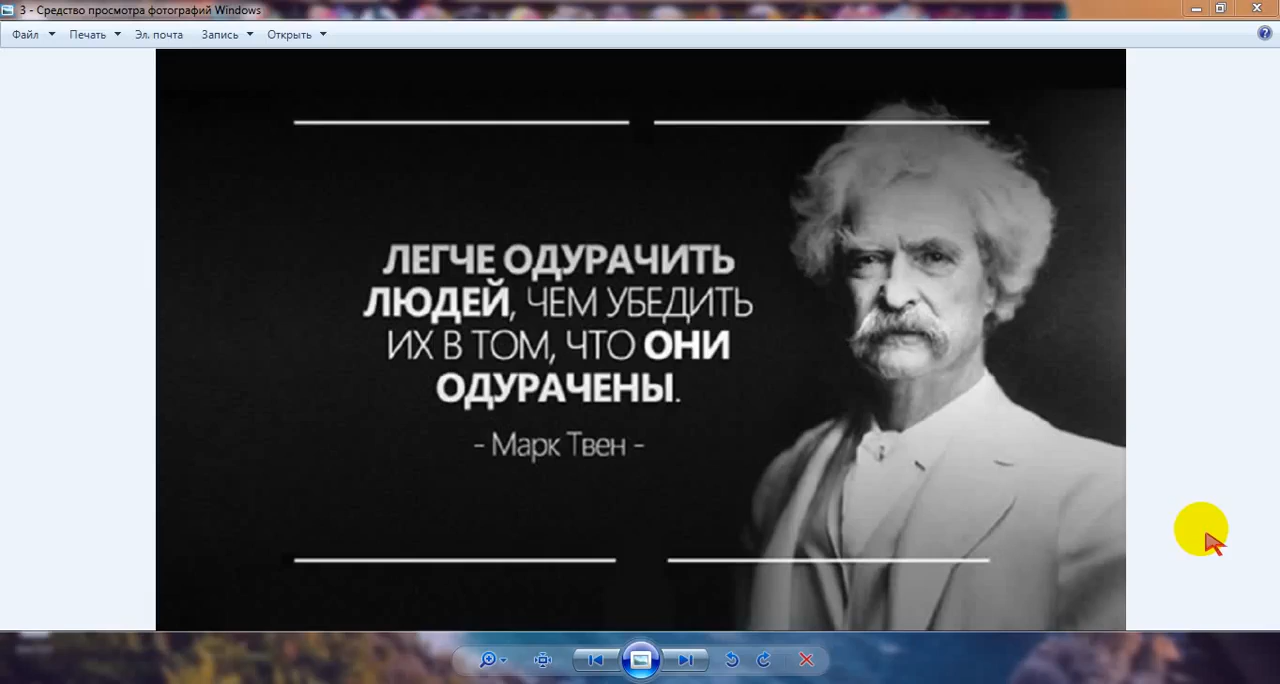 3 - Средство просмотра фотографий Windows
Файл Печать Эл. почта Запись Открыть
ЛЕГЧЕ ОДУРАЧИТЬ
ЛЮДЕЙ, ЧЕМ УБЕДИТЬ
ИХ В ТОМ, ЧТО ОНИ
ОДУРАЧЕНЫ.
- Марк Твен -